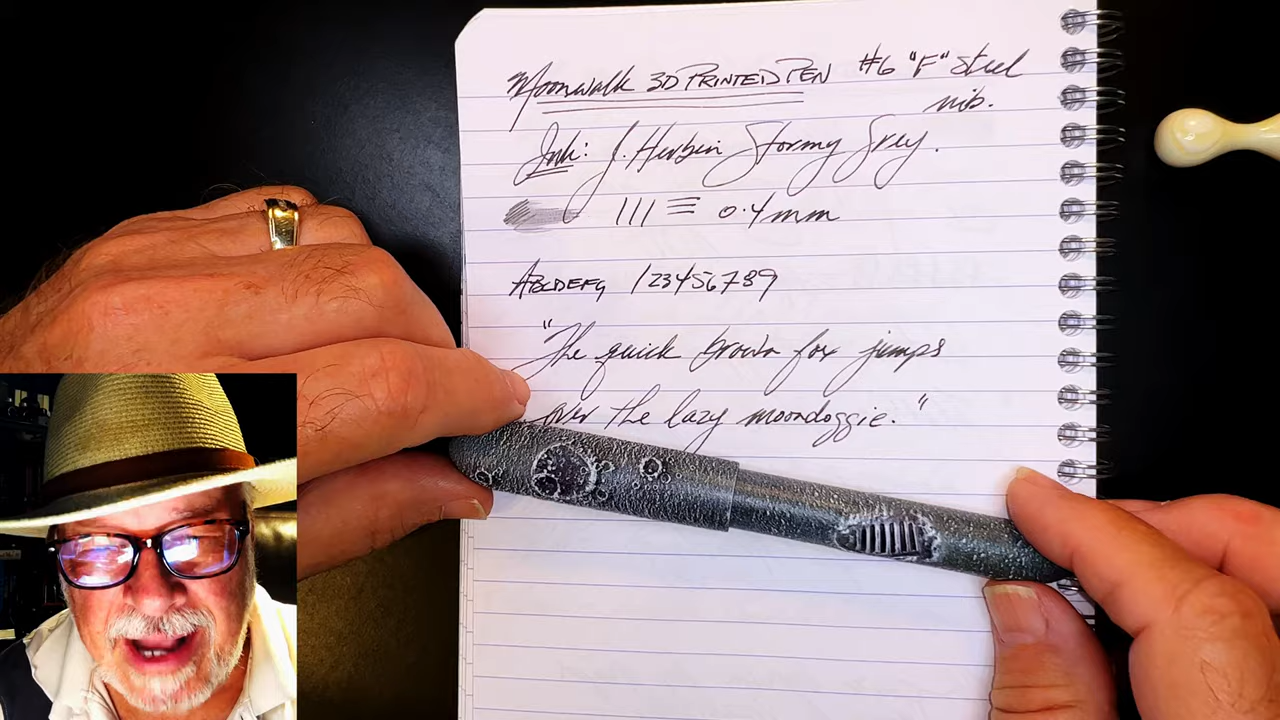 Moonwalk 3D PRINTED PEN #6 "F" Steel
nib.
Ink: J. Herbin Stormy Grey.
0.4mm
ABCDEFG 123456789
"The quick brown fox jumps
over the lazy moondoggie."